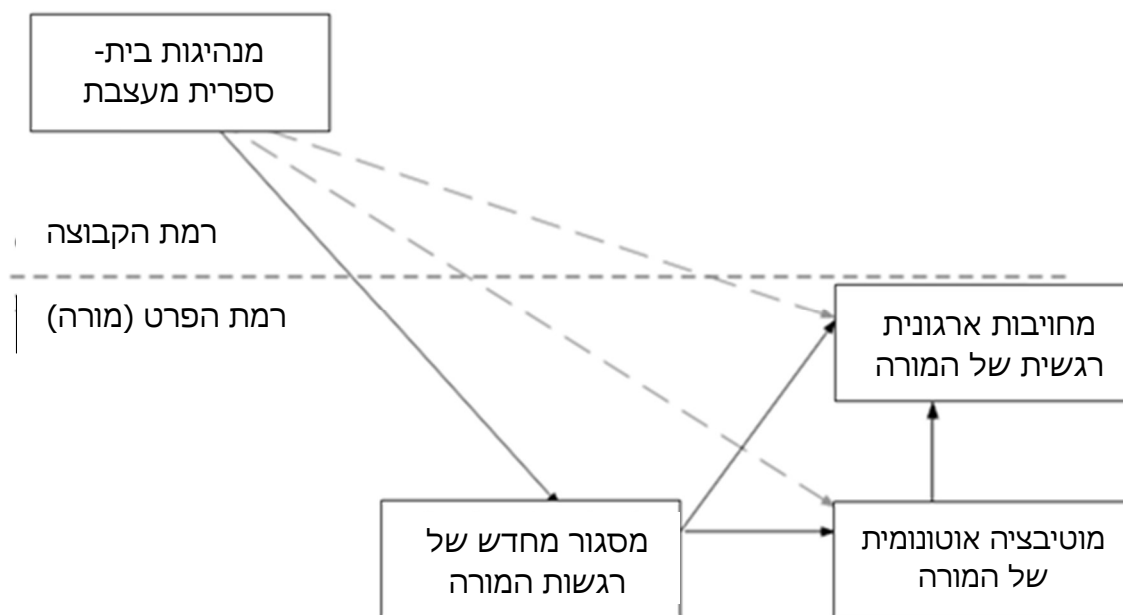 מנהיגות בית-
ספרית מעצבת
רמת הקבוצה
רמת הפרט (מורה)
מחויבות ארגונית
רגשית של המורה
מסגור מחדש של
רגשות המורה
מוטיבציה אוטונומית
של המורה